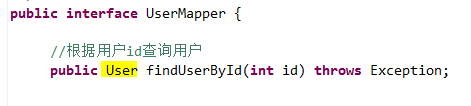 public interface UserMapper {
//根据用户id查询用户
public User findUserById(int id) throws Exception;